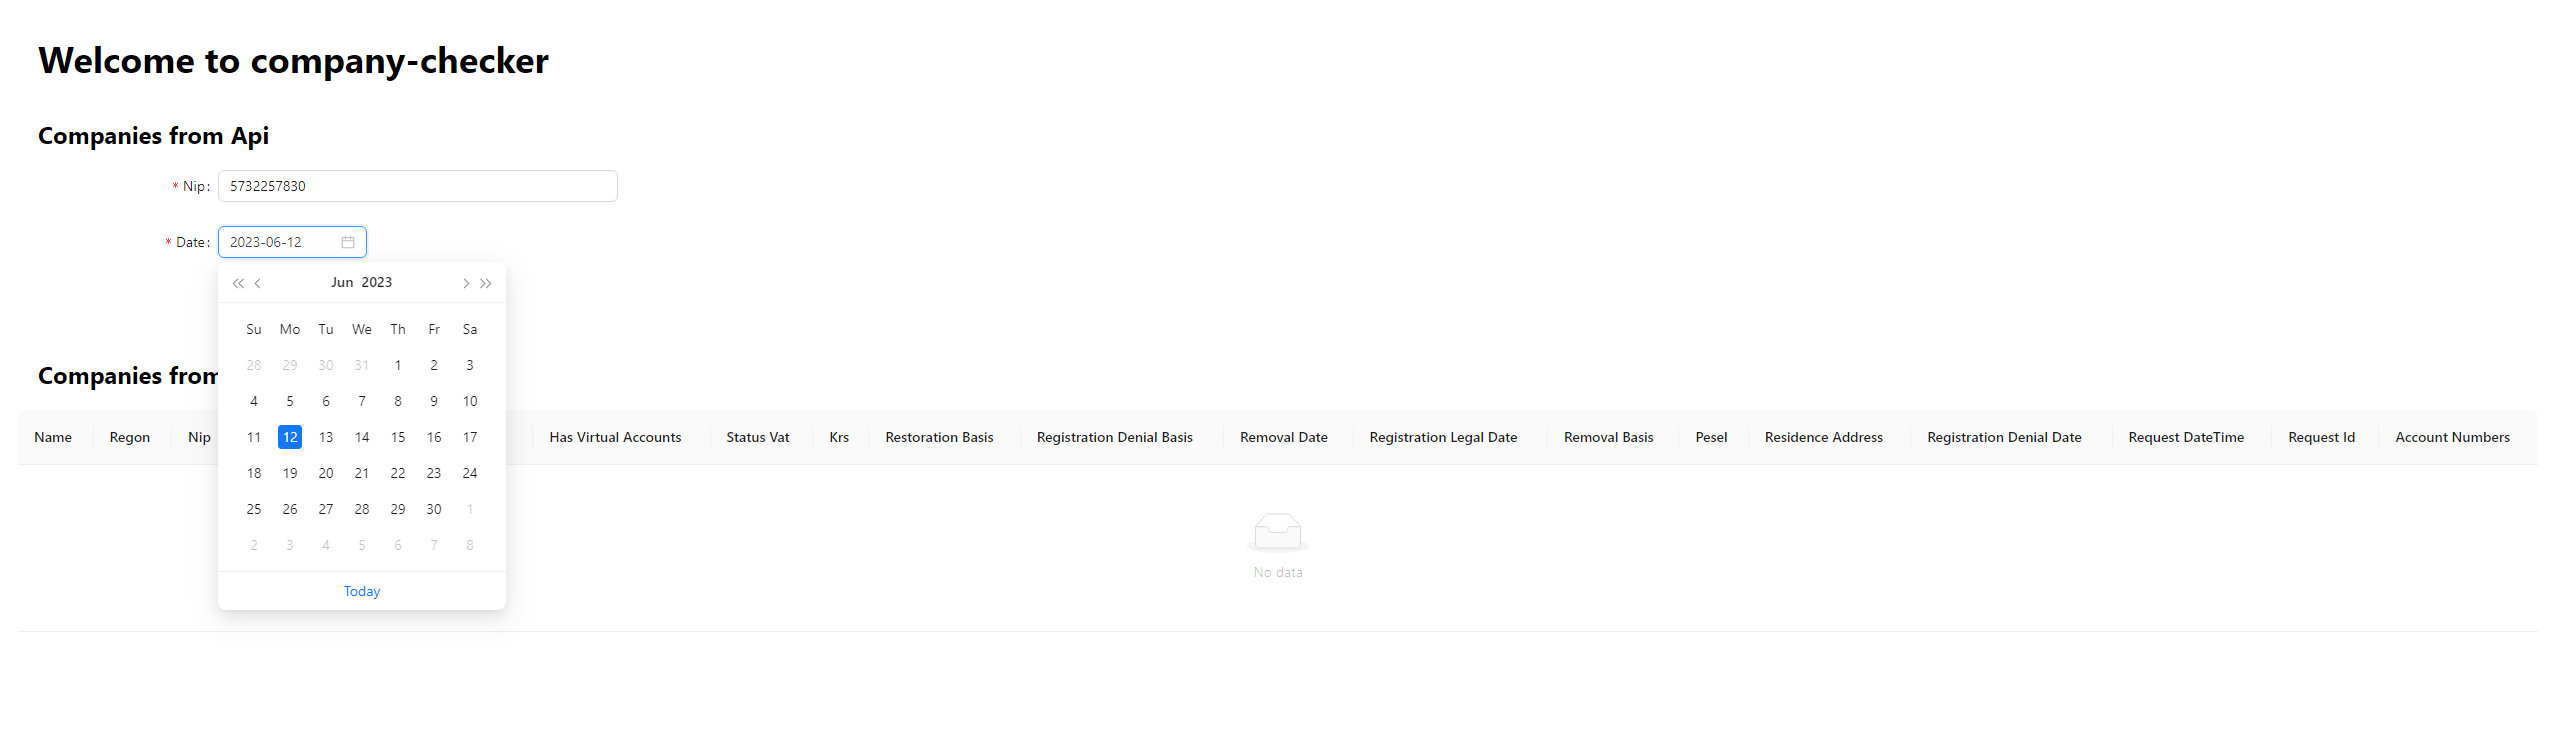 Welcome to company-checker
Companies from Api
* Nip: 5732257830
* Date: 2023-06-12
Jun 2023
Su Mo Tu We Th Fr Sa
28 29 30 31 1 2 3
Companies from
4 5 6 7 8 9 10
Name Regon Nip 11 12 13 14 15 16 17 Has Virtual Accounts Status Vat Krs Restoration Basis Registration Denial Basis Removal Date Registration Legal Date Removal Basis Pesel Residence Address Registration Denial Date Request DateTime Request Id Account Numbers
18 19 20 21 22 23 24
25 26 27 28 29 30 1
2 3 4 5 6 7 8
No data
Today